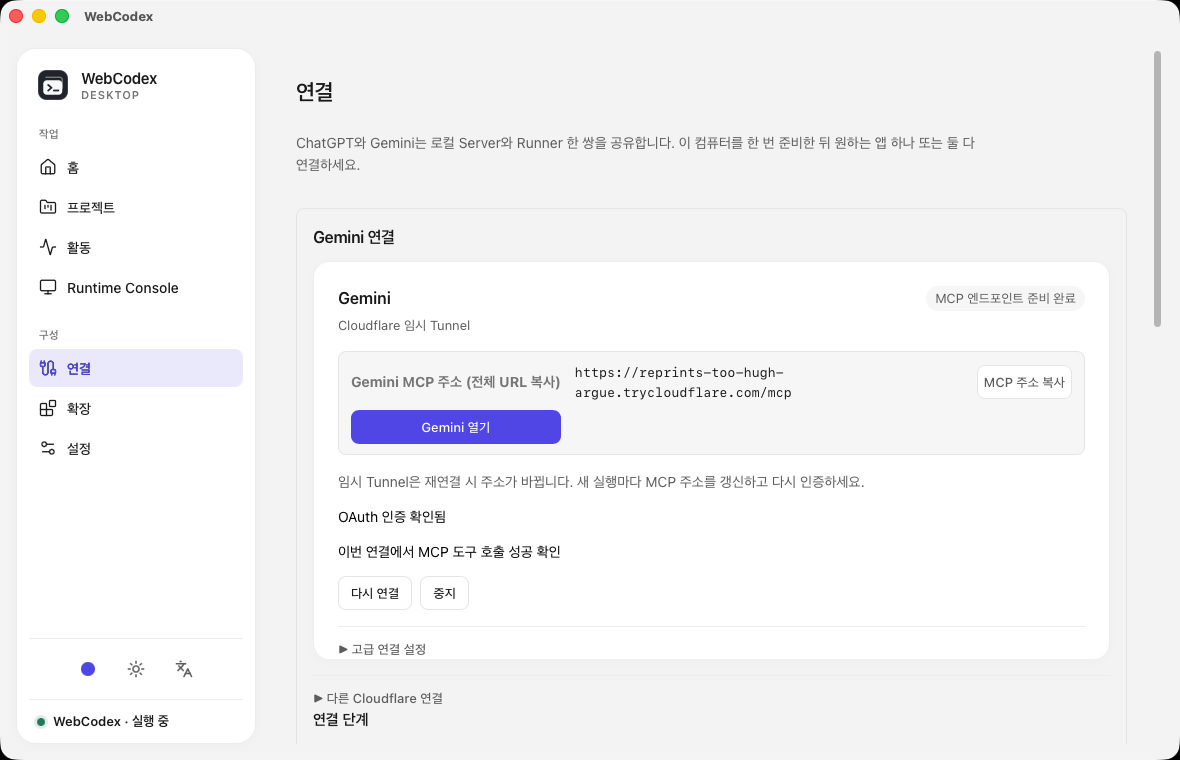 WebCodex
WebCodex
DESKTOP
작업
홈
프로젝트
활동
Runtime Console
구성
연결
확장
설정
WebCodex · 실행 중
연결
ChatGPT와 Gemini는 로컬 Server와 Runner 한 쌍을 공유합니다. 이 컴퓨터를 한 번 준비한 뒤 원하는 앱 하나 또는 둘 다
연결하세요.
Gemini 연결
Gemini
MCP 엔드포인트 준비 완료
Cloudflare 임시 Tunnel
Gemini MCP 주소 (전체 URL 복사)
https://reprints-too-hugh-
argue.trycloudflare.com/mcp
MCP 주소 복사
Gemini 열기
임시 Tunnel은 재연결 시 주소가 바뀝니다. 새 실행마다 MCP 주소를 갱신하고 다시 인증하세요.
OAuth 인증 확인됨
이번 연결에서 MCP 도구 호출 성공 확인
다시 연결
중지
▶ 고급 연결 설정
▶ 다른 Cloudflare 연결
연결 단계